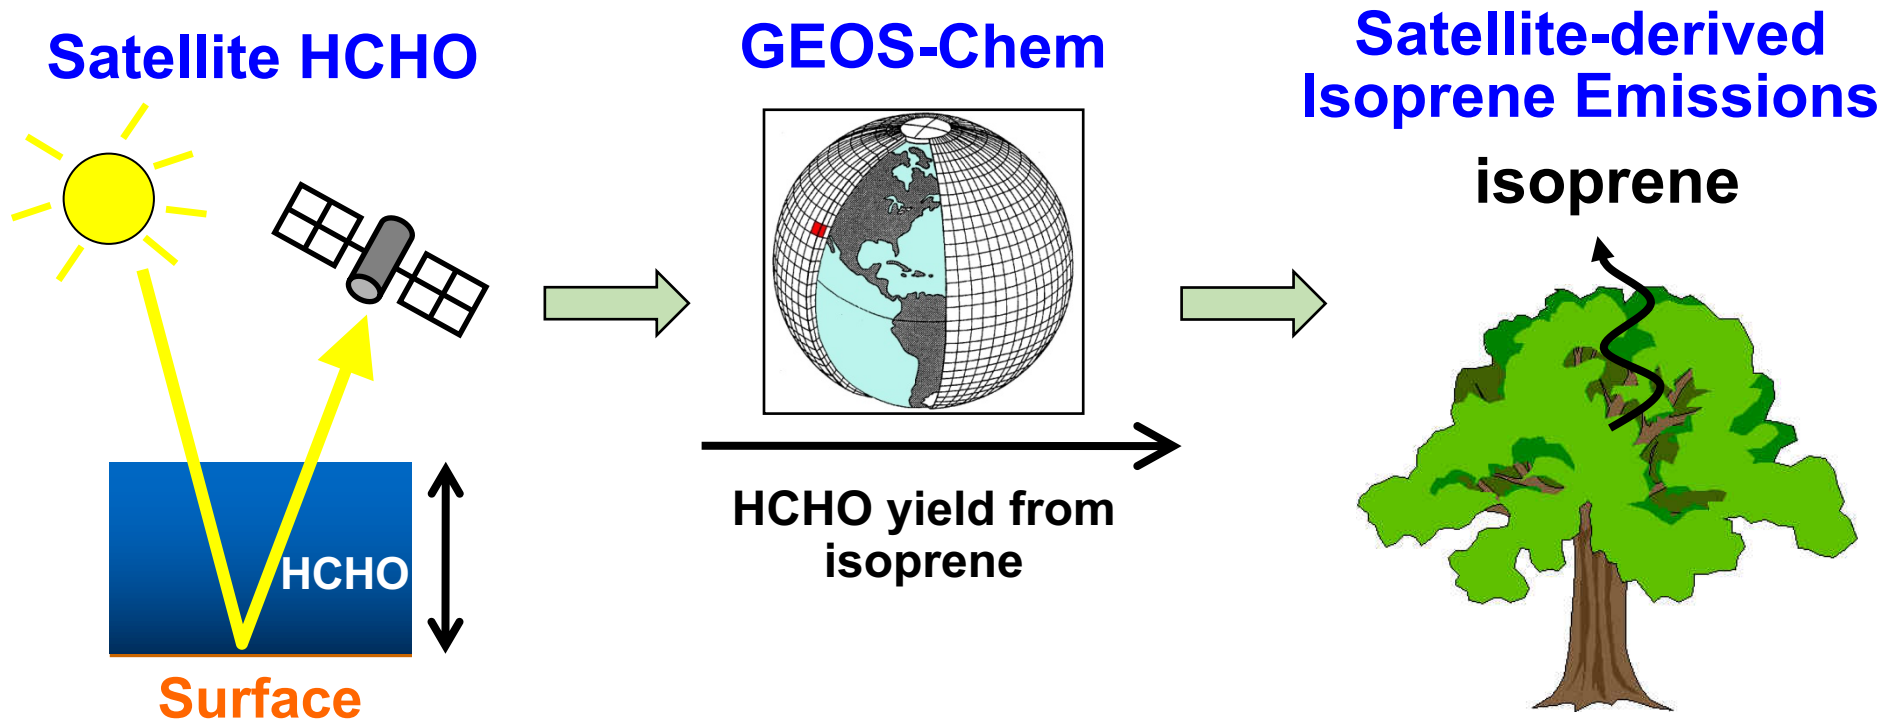 Satellite HCHO
HCHO
Surface
GEOS-Chem
HCHO yield from
isoprene
Satellite-derived
Isoprene Emissions
isoprene